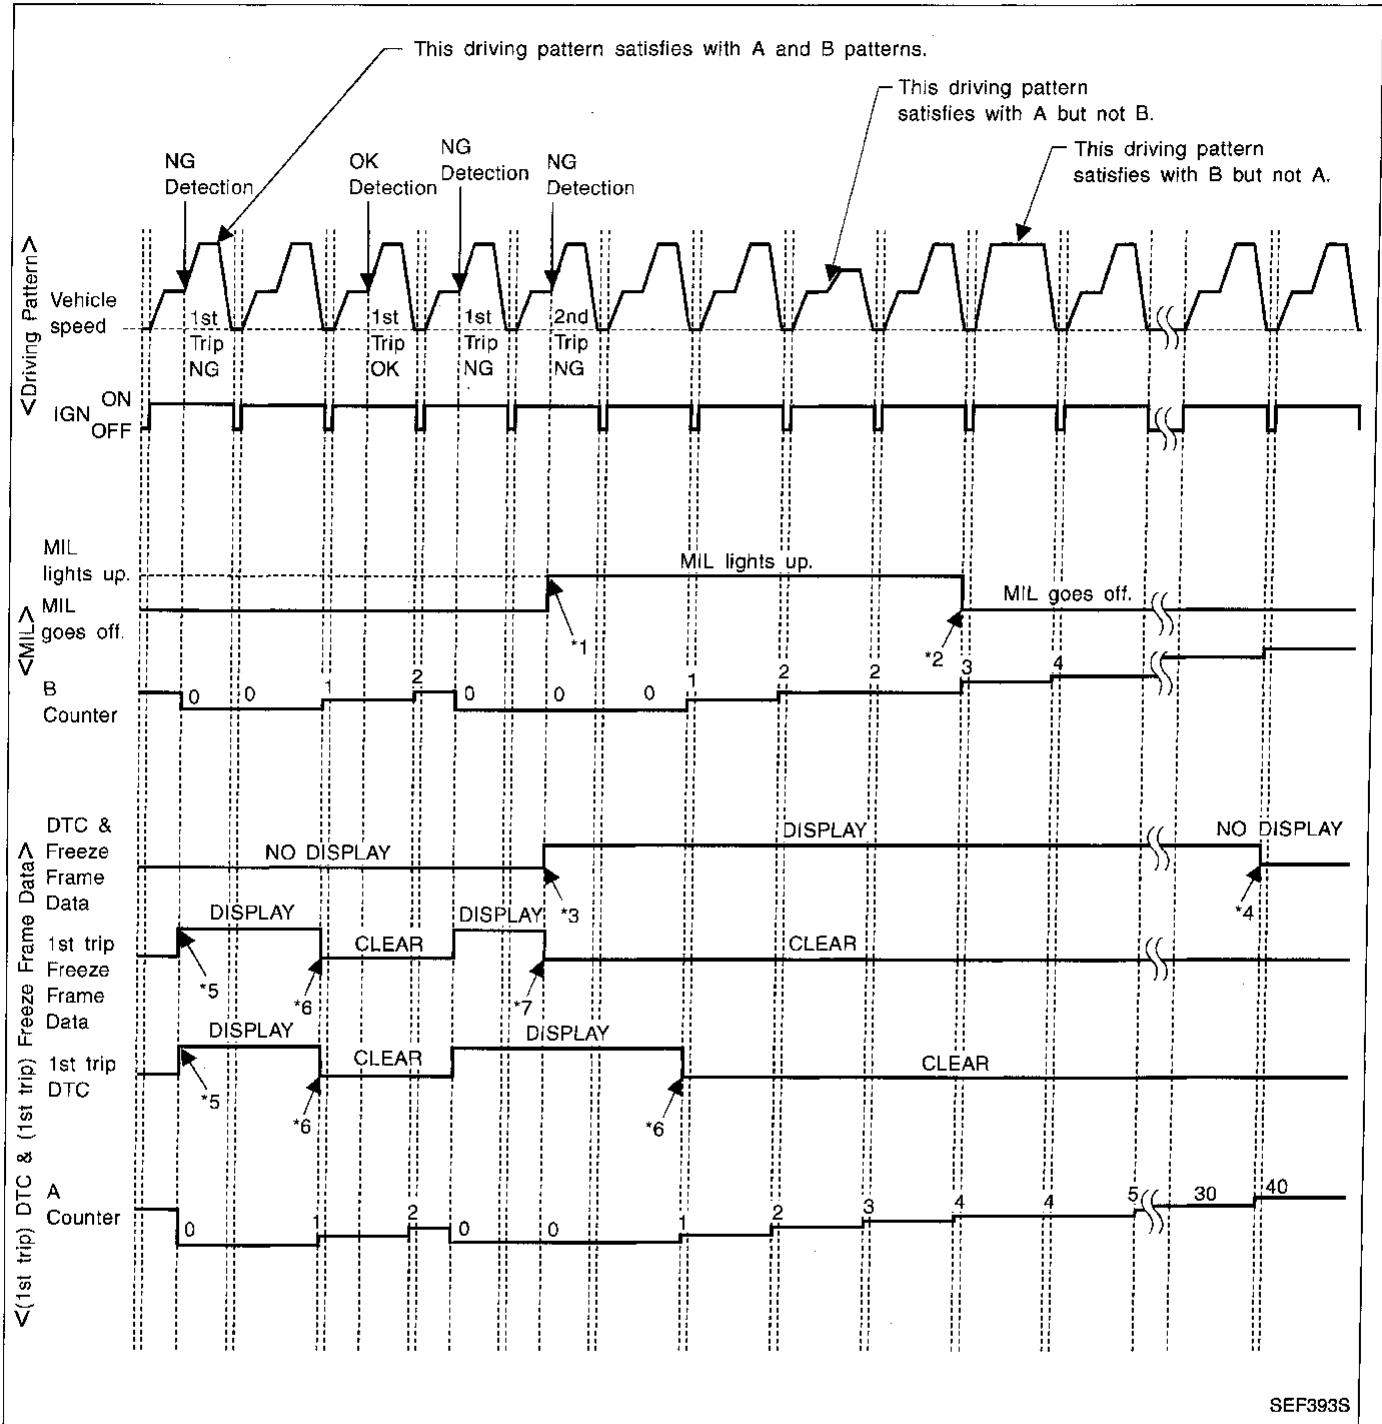 This driving pattern satisfies with A and B patterns.
This driving pattern
satisfies with A but not B.
This driving pattern
satisfies with B but not A.
NG
Detection
OK
Detection
NG
Detection
NG
Detection
<Driving Pattern>
Vehicle
speed
1st
Trip
NG
1st
Trip
OK
1st
Trip
NG
2nd
Trip
NG
IGN
ON
OFF
<MIL>
MIL
lights up.
MIL lights up.
MIL
goes off.
MIL goes off.
*1
*2
B
Counter
0 0 1 2 0 0 0 1 2 2 3 4
<(1st trip) DTC & (1st trip) Freeze Frame Data>
DTC &
Freeze
Frame
Data
NO DISPLAY
DISPLAY
NO DISPLAY
*3
*4
1st trip
Freeze
Frame
Data
DISPLAY
CLEAR
DISPLAY
CLEAR
*5
*6
*7
1st trip
DTC
DISPLAY
CLEAR
DISPLAY
CLEAR
*5
*6
*6
A
Counter
0 1 2 0 0 1 2 3 4 4 5 30 40
SEF393S